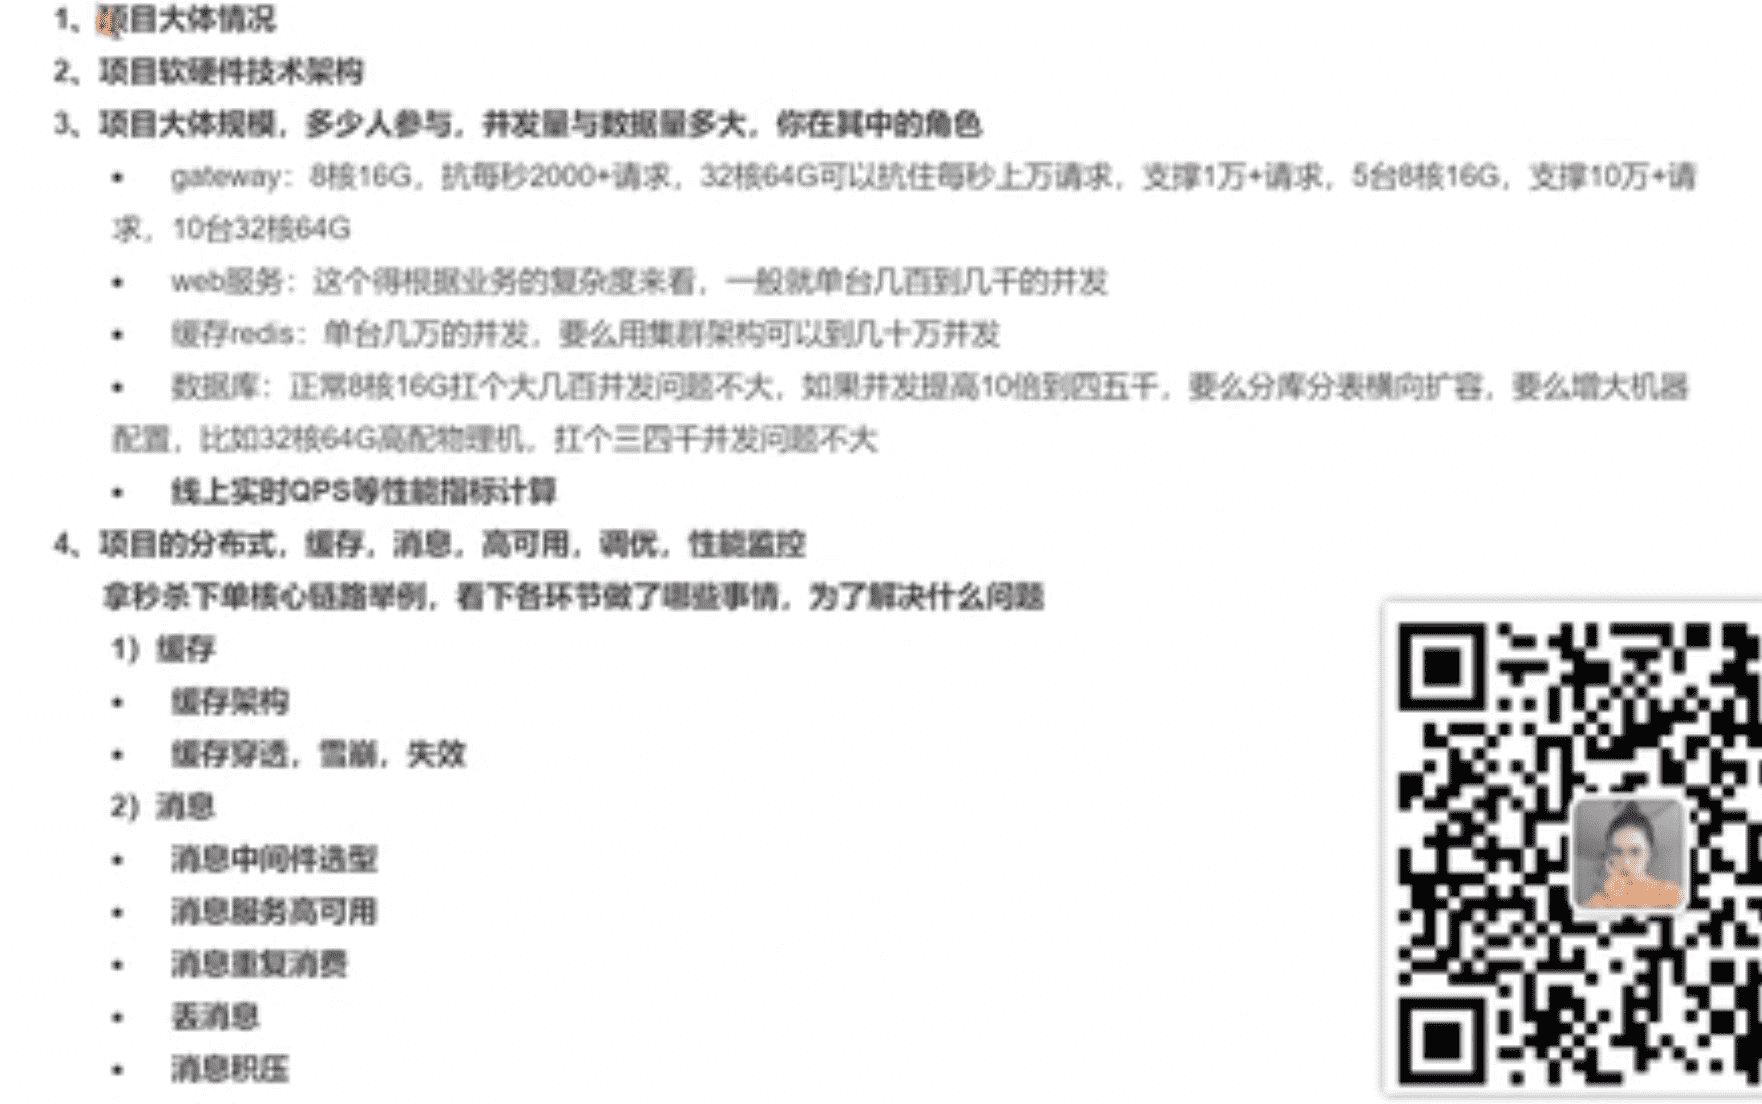 1、项目大体情况
2、项目软硬件技术架构
3、项目大体规模，多少人参与，并发量与数据量多大，你在其中的角色
• gateway：8核16G，抗每秒2000+请求，32核64G可以抗住每秒上万请求，支撑1万+请求，5台8核16G，支撑10万+请
求，10台32核64G
• web服务：这个得根据业务的复杂度来看，一般就单台几百到几千的并发
• 缓存redis：单台几万的并发，要么用集群架构可以到几十万并发
• 数据库：正常8核16G扛个大几百并发问题不大，如果并发提高10倍到四五千，要么分库分表横向扩容，要么增大机器
配置，比如32核64G高配物理机，扛个三四千并发问题不大
• 线上实时QPS等性能指标计算
4、项目的分布式，缓存，消息，高可用，调优，性能监控
拿秒杀下单核心链路举例，看下各环节做了哪些事情，为了解决什么问题
1）缓存
• 缓存架构
• 缓存穿透，雪崩，失效
2）消息
• 消息中间件选型
• 消息服务高可用
• 消息重复消费
• 丢消息
• 消息积压